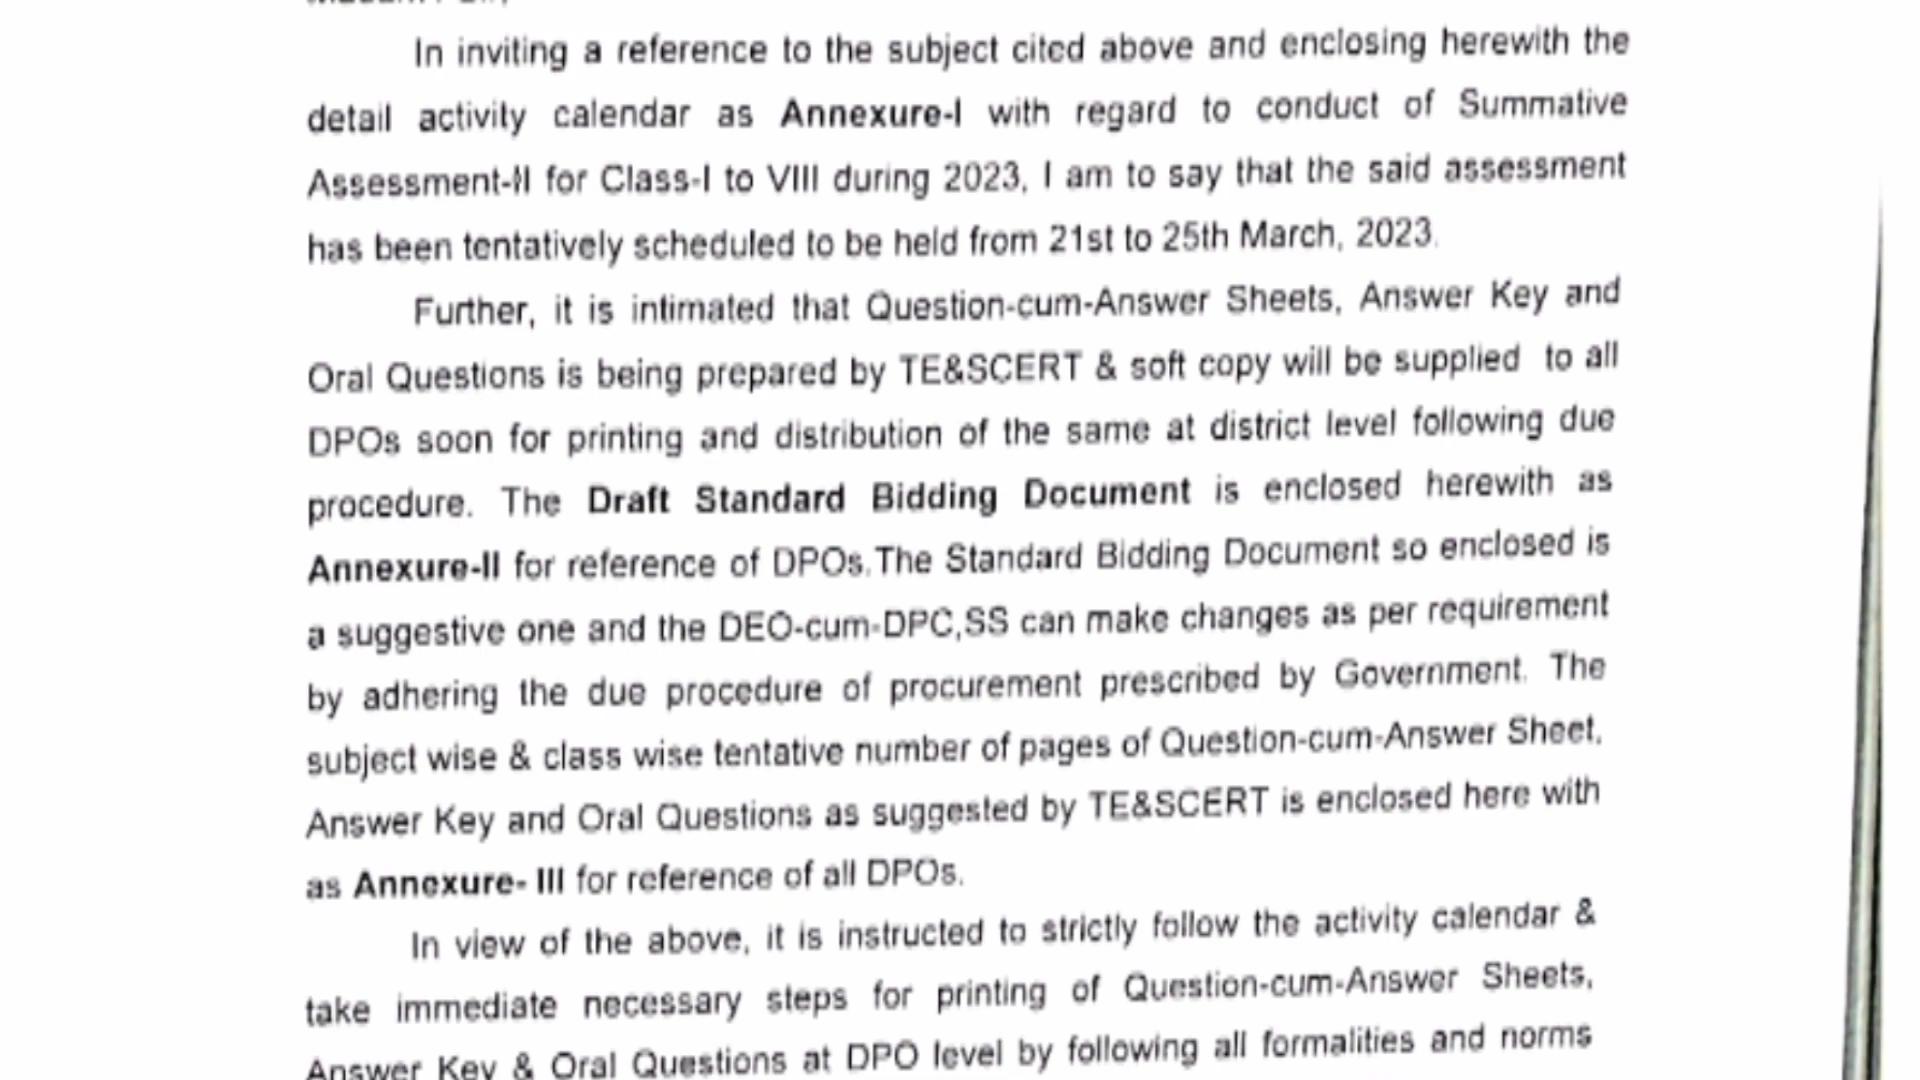 In inviting a reference to the subject cited above and enclosing herewith the
detail activity calendar as Annexure-I with regard to conduct of Summative
Assessment-II for Class-I to VIII during 2023, I am to say that the said assessment
has been tentatively scheduled to be held from 21st to 25th March, 2023.
Further, it is intimated that Question-cum-Answer Sheets, Answer Key and
Oral Questions is being prepared by TE&SCERT & soft copy will be supplied to all
DPOs soon for printing and distribution of the same at district level following due
procedure. The Draft Standard Bidding Document is enclosed herewith as
Annexure-II for reference of DPOs.The Standard Bidding Document so enclosed is
a suggestive one and the DEO-cum-DPC,SS can make changes as per requirement
by adhering the due procedure of procurement prescribed by Government. The
subject wise & class wise tentative number of pages of Question-cum-Answer Sheet,
Answer Key and Oral Questions as suggested by TE&SCERT is enclosed here with
as Annexure- III for reference of all DPOs.
In view of the above, it is instructed to strictly follow the activity calendar &
take immediate necessary steps for printing of Question-cum-Answer Sheets,
Answer Key & Oral Questions at DPO level by following all formalities and norms